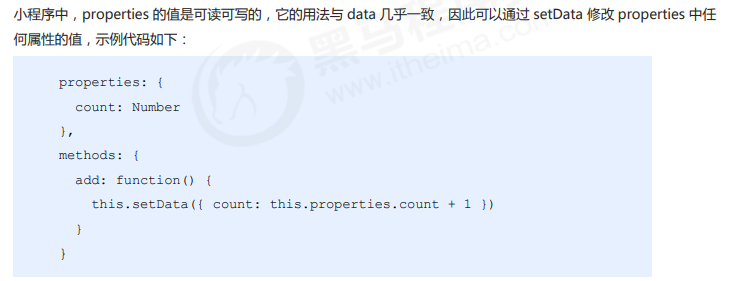 小程序中，properties 的值是可读可写的，它的用法与 data 几乎一致，因此可以通过 setData 修改 properties 中任
何属性的值，示例代码如下：
properties: {
count: Number
},
methods: {
add: function() {
this.setData({ count: this.properties.count + 1 })
}
}
黑马程序
www.itheima.com